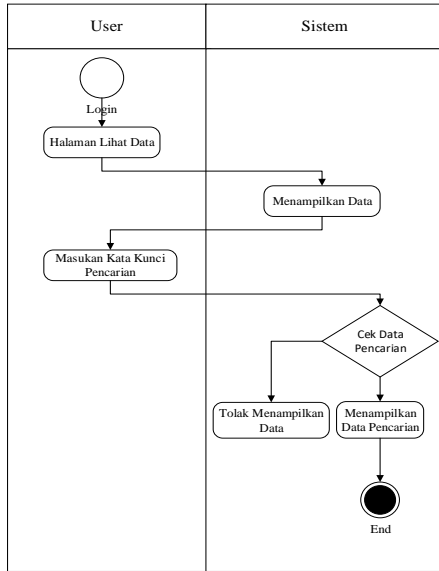 User
Sistem
Login
Halaman Lihat Data
Menampilkan Data
Masukan Kata Kunci
Pencarian
Cek Data
Pencarian
Tolak Menampilkan
Data
Menampilkan
Data Pencarian
End